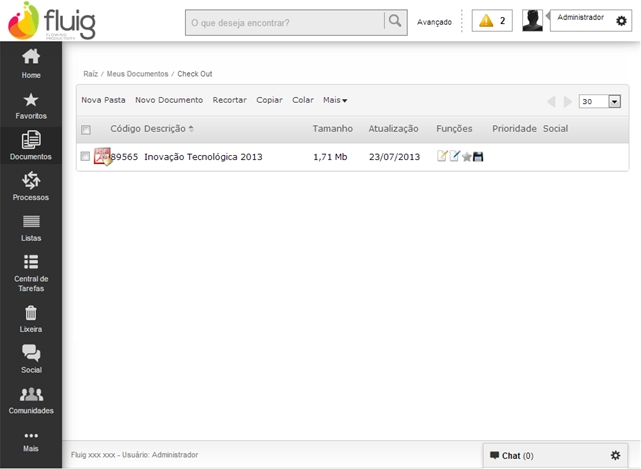 fluig
O que deseja encontrar?
Avançado
2
Administrador
Home
Favoritos
Documentos
Processos
Listas
Central de
Tarefas
Lixeira
Social
Comunidades
Mais
Raíz / Meus Documentos / Check Out
Nova Pasta Novo Documento Recortar Copiar Colar Mais
30
Código Descrição Tamanho Atualização Funções Prioridade Social
89565 Inovação Tecnológica 2013 1,71 Mb 23/07/2013
Fluig xxx xxx - Usuário: Administrador
Chat (0)